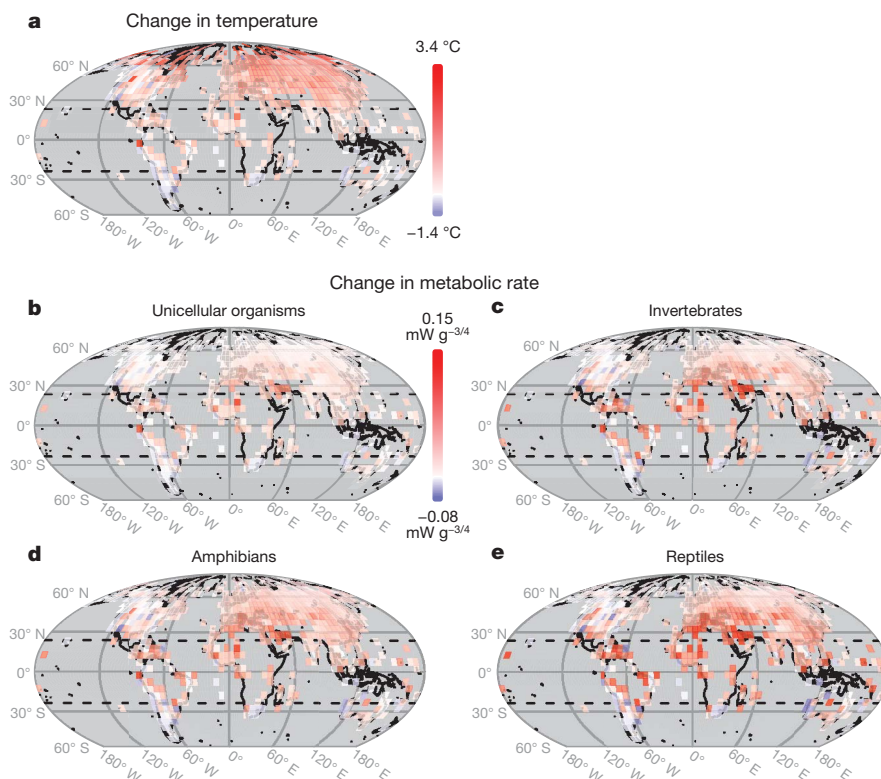 a
Change in temperature
3.4 °C
−1.4 °C
60° N
30° N
0°
30° S
60° S
180° W
120° W
60° W
0°
60° E
120° E
180° E
Change in metabolic rate
b
Unicellular organisms
0.15
mW g–3/4
−0.08
mW g–3/4
60° N
30° N
0°
30° S
60° S
180° W
120° W
60° W
0°
60° E
120° E
180° E
c
Invertebrates
60° N
30° N
0°
30° S
60° S
180° W
120° W
60° W
0°
60° E
120° E
180° E
d
Amphibians
60° N
30° N
0°
30° S
60° S
180° W
120° W
60° W
0°
60° E
120° E
180° E
e
Reptiles
60° N
30° N
0°
30° S
60° S
180° W
120° W
60° W
0°
60° E
120° E
180° E